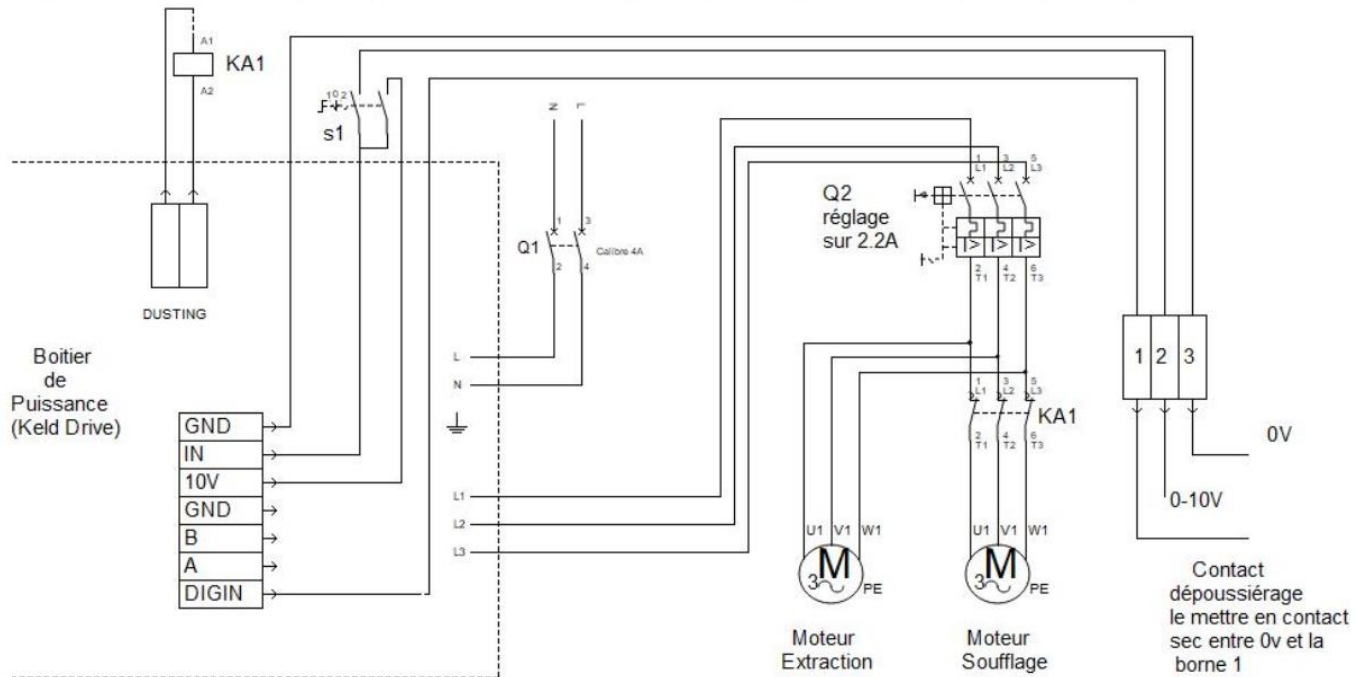 A1
KA1
A2
1 0 2
s1
N L
1 3
Q1
Calibre 4A
2 4
1 3 5
L1 L2 L3
Q2
réglage
sur 2.2A
I> I> I>
2 4 6
T1 T2 T3
DUSTING
Boitier
de
Puissance
(Keld Drive)
L
N
GND
IN
10V
GND
B
A
DIGIN
L1
L2
L3
1 3 5
L1 L2 L3
KA1
2 4 6
T1 T2 T3
U1 V1 W1
M
3
PE
Moteur
Extraction
U1 V1 W1
M
3
PE
Moteur
Soufflage
1 2 3
0V
0-10V
Contact
dépoussiérage
le mettre en contact
sec entre 0v et la
borne 1